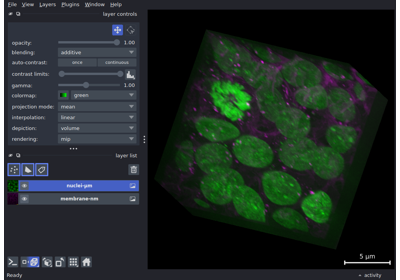 File View Layers Plugins Window Help
layer controls
opacity: 1.00
blending: additive
auto-contrast: once continuous
contrast limits:
gamma: 1.00
colormap: green
projection mode: mean
interpolation: linear
depiction: volume
rendering: mip
layer list
nuclei-µm
membrane-nm
5 µm
Ready
activity